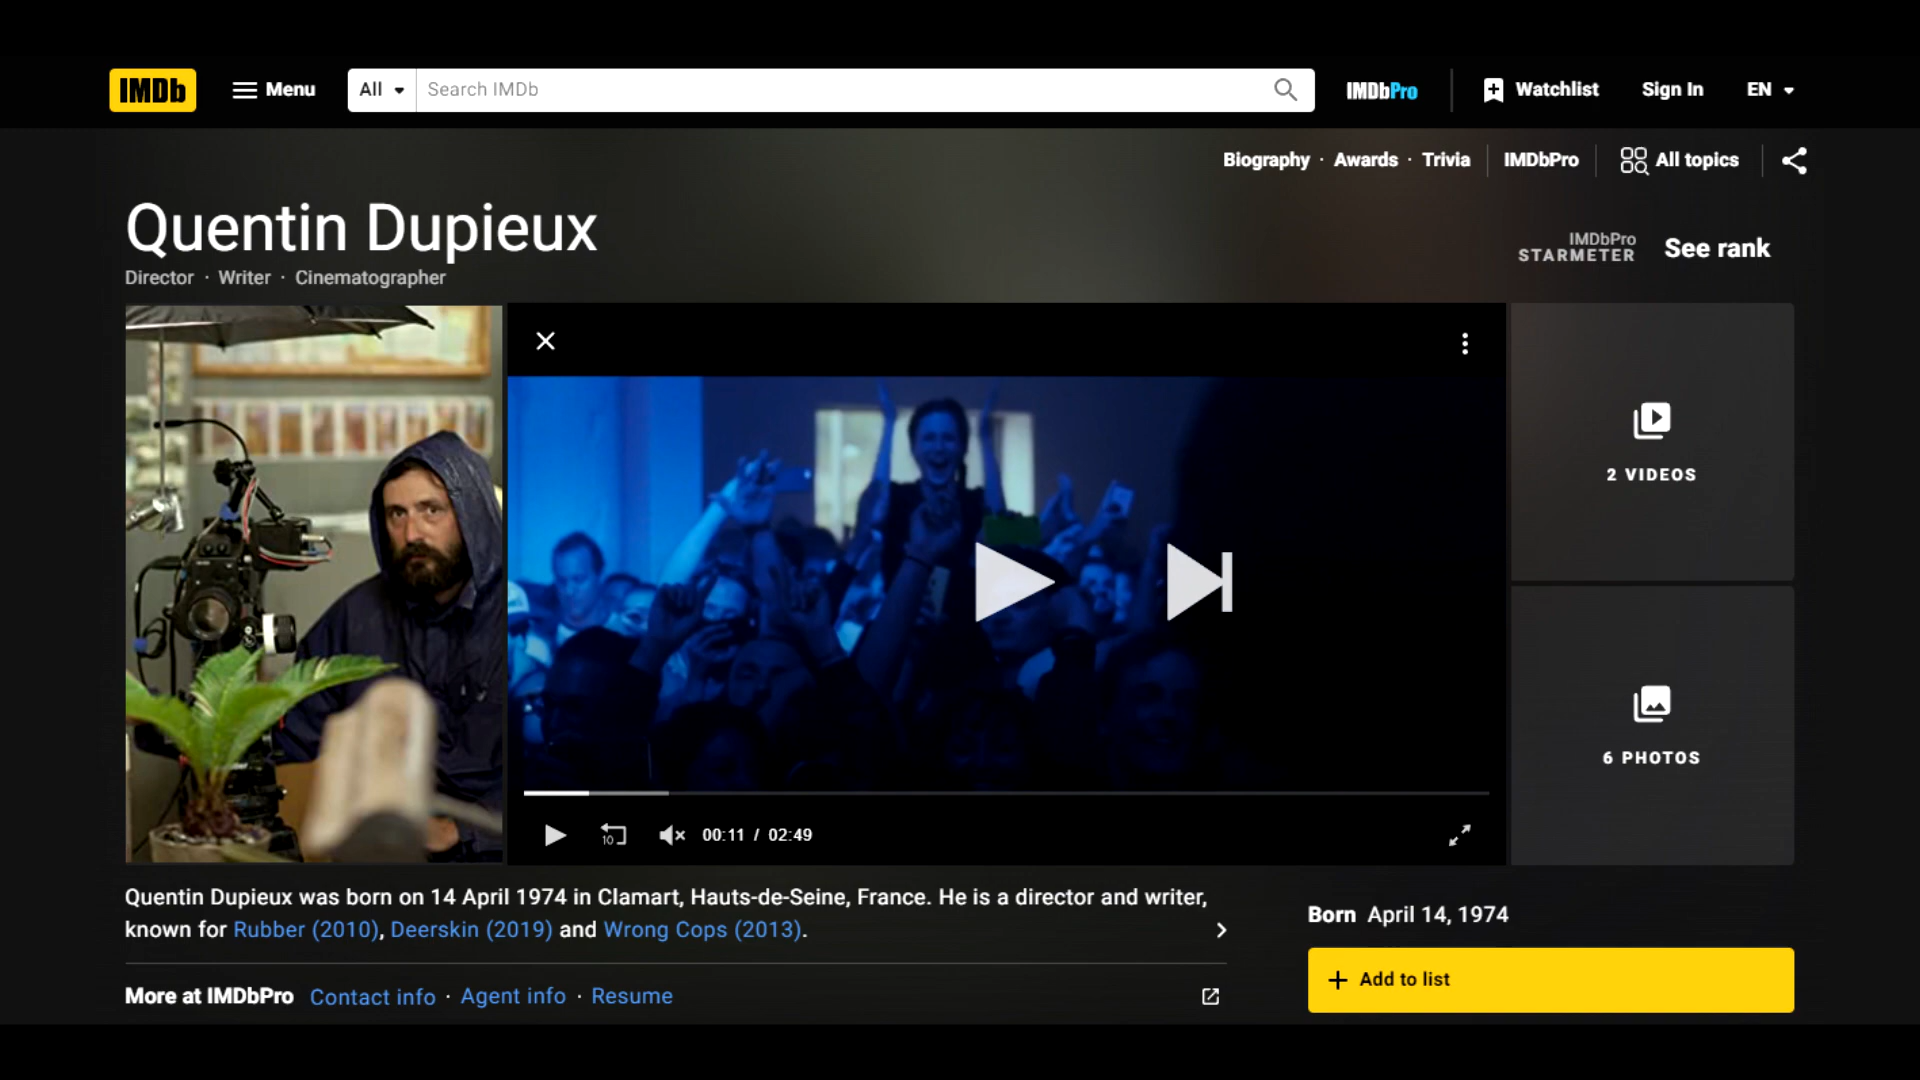 IMDb Menu All Search IMDb IMDbPro Watchlist Sign In EN
Biography · Awards · Trivia IMDbPro All topics
Quentin Dupieux
Director · Writer · Cinematographer
IMDbPro
STARMETER
See rank
2 VIDEOS
6 PHOTOS
10
00:11 / 02:49
Quentin Dupieux was born on 14 April 1974 in Clamart, Hauts-de-Seine, France. He is a director and writer,
known for Rubber (2010), Deerskin (2019) and Wrong Cops (2013).
Born April 14, 1974
Add to list
More at IMDbPro Contact info · Agent info · Resume